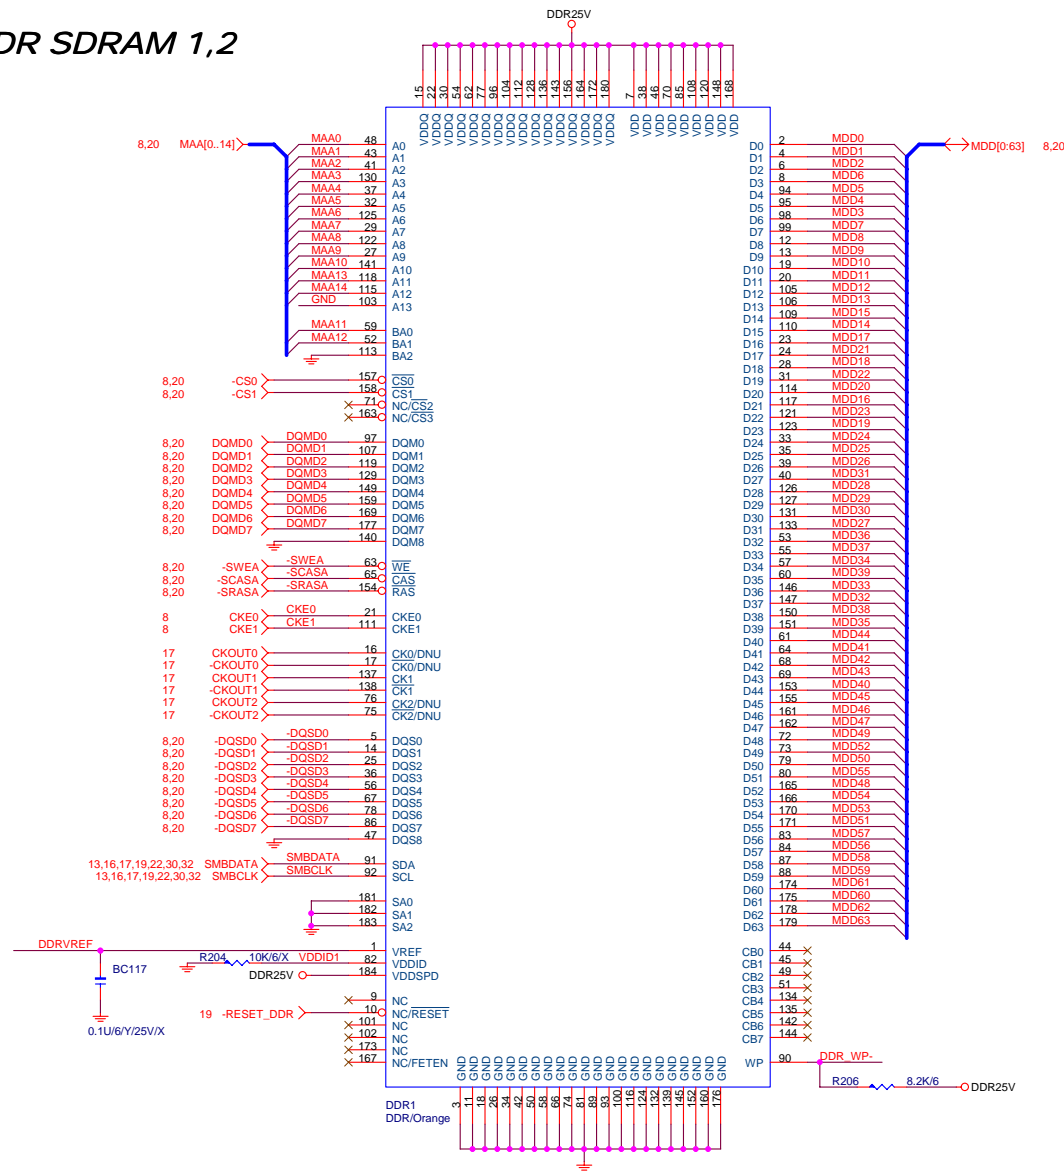 DR SDRAM 1,2
DDR25V
15 22 30 54 62 77 96 104 112 128 136 143 156 164 172 180 7 38 46 70 85 108 120 148 168
VDDQ VDDQ VDDQ VDDQ VDDQ VDDQ VDDQ VDDQ VDDQ VDDQ VDDQ VDDQ VDDQ VDDQ VDDQ VDDQ VDD VDD VDD VDD VDD VDD VDD VDD VDD
8,20 MAA[0..14]
MDD[0:63] 8,20
MAA0 48 A0
MAA1 43 A1
MAA2 41 A2
MAA3 130 A3
MAA4 37 A4
MAA5 32 A5
MAA6 125 A6
MAA7 29 A7
MAA8 122 A8
MAA9 27 A9
MAA10 141 A10
MAA13 118 A11
MAA14 115 A12
GND 103 A13
MAA11 59 BA0
MAA12 52 BA1
113 BA2
8,20 -CS0 157 CS0
8,20 -CS1 158 CS1
71 NC/CS2
163 NC/CS3
8,20 DQMD0 DQMD0 97 DQM0
8,20 DQMD1 DQMD1 107 DQM1
8,20 DQMD2 DQMD2 119 DQM2
8,20 DQMD3 DQMD3 129 DQM3
8,20 DQMD4 DQMD4 149 DQM4
8,20 DQMD5 DQMD5 159 DQM5
8,20 DQMD6 DQMD6 169 DQM6
8,20 DQMD7 DQMD7 177 DQM7
140 DQM8
8,20 -SWEA -SWEA 63 WE
8,20 -SCASA -SCASA 65 CAS
8,20 -SRASA -SRASA 154 RAS
8 CKE0 CKE0 21 CKE0
8 CKE1 CKE1 111 CKE1
17 CKOUT0 16 CK0/DNU
17 -CKOUT0 17 CK0/DNU
17 CKOUT1 137 CK1
17 -CKOUT1 138 CK1
17 CKOUT2 76 CK2/DNU
17 -CKOUT2 75 CK2/DNU
8,20 -DQSD0 -DQSD0 5 DQS0
8,20 -DQSD1 -DQSD1 14 DQS1
8,20 -DQSD2 -DQSD2 25 DQS2
8,20 -DQSD3 -DQSD3 36 DQS3
8,20 -DQSD4 -DQSD4 56 DQS4
8,20 -DQSD5 -DQSD5 67 DQS5
8,20 -DQSD6 -DQSD6 78 DQS6
8,20 -DQSD7 -DQSD7 86 DQS7
47 DQS8
13,16,17,19,22,30,32 SMBDATA SMBDATA 91 SDA
13,16,17,19,22,30,32 SMBCLK SMBCLK 92 SCL
181 SA0
182 SA1
183 SA2
DDRVREF 1 VREF
R204 10K/6/X VDDID1 82 VDDID
DDR25V 184 VDDSPD
BC117
0.1U/6/Y/25V/X
9 NC
19 -RESET_DDR 10 NC/RESET
101 NC
102 NC
173 NC
167 NC/FETEN
D0 2 MDD0
D1 4 MDD1
D2 6 MDD2
D3 8 MDD6
D4 94 MDD5
D5 95 MDD4
D6 98 MDD3
D7 99 MDD7
D8 12 MDD8
D9 13 MDD9
D10 19 MDD10
D11 20 MDD11
D12 105 MDD12
D13 106 MDD13
D14 109 MDD15
D15 110 MDD14
D16 23 MDD17
D17 24 MDD21
D18 28 MDD18
D19 31 MDD22
D20 114 MDD20
D21 117 MDD16
D22 121 MDD23
D23 123 MDD19
D24 33 MDD24
D25 35 MDD25
D26 39 MDD26
D27 40 MDD31
D28 126 MDD28
D29 127 MDD29
D30 131 MDD30
D31 133 MDD27
D32 53 MDD36
D33 55 MDD37
D34 57 MDD34
D35 60 MDD39
D36 146 MDD33
D37 147 MDD32
D38 150 MDD38
D39 151 MDD35
D40 61 MDD44
D41 64 MDD41
D42 68 MDD42
D43 69 MDD43
D44 153 MDD40
D45 155 MDD45
D46 161 MDD46
D47 162 MDD47
D48 72 MDD49
D49 73 MDD52
D50 79 MDD50
D51 80 MDD55
D52 165 MDD48
D53 166 MDD54
D54 170 MDD53
D55 171 MDD51
D56 83 MDD57
D57 84 MDD56
D58 87 MDD58
D59 88 MDD59
D60 174 MDD61
D61 175 MDD60
D62 178 MDD62
D63 179 MDD63
CB0 44
CB1 45
CB2 49
CB3 51
CB4 134
CB5 135
CB6 142
CB7 144
WP 90 DDR_WP-
R206 8.2K/6 DDR25V
GND GND GND GND GND GND GND GND GND GND GND GND GND GND GND GND GND GND GND GND GND GND
3 11 18 26 34 42 50 58 66 74 81 89 93 100 116 124 132 139 145 152 160 176
DDR1
DDR/Orange